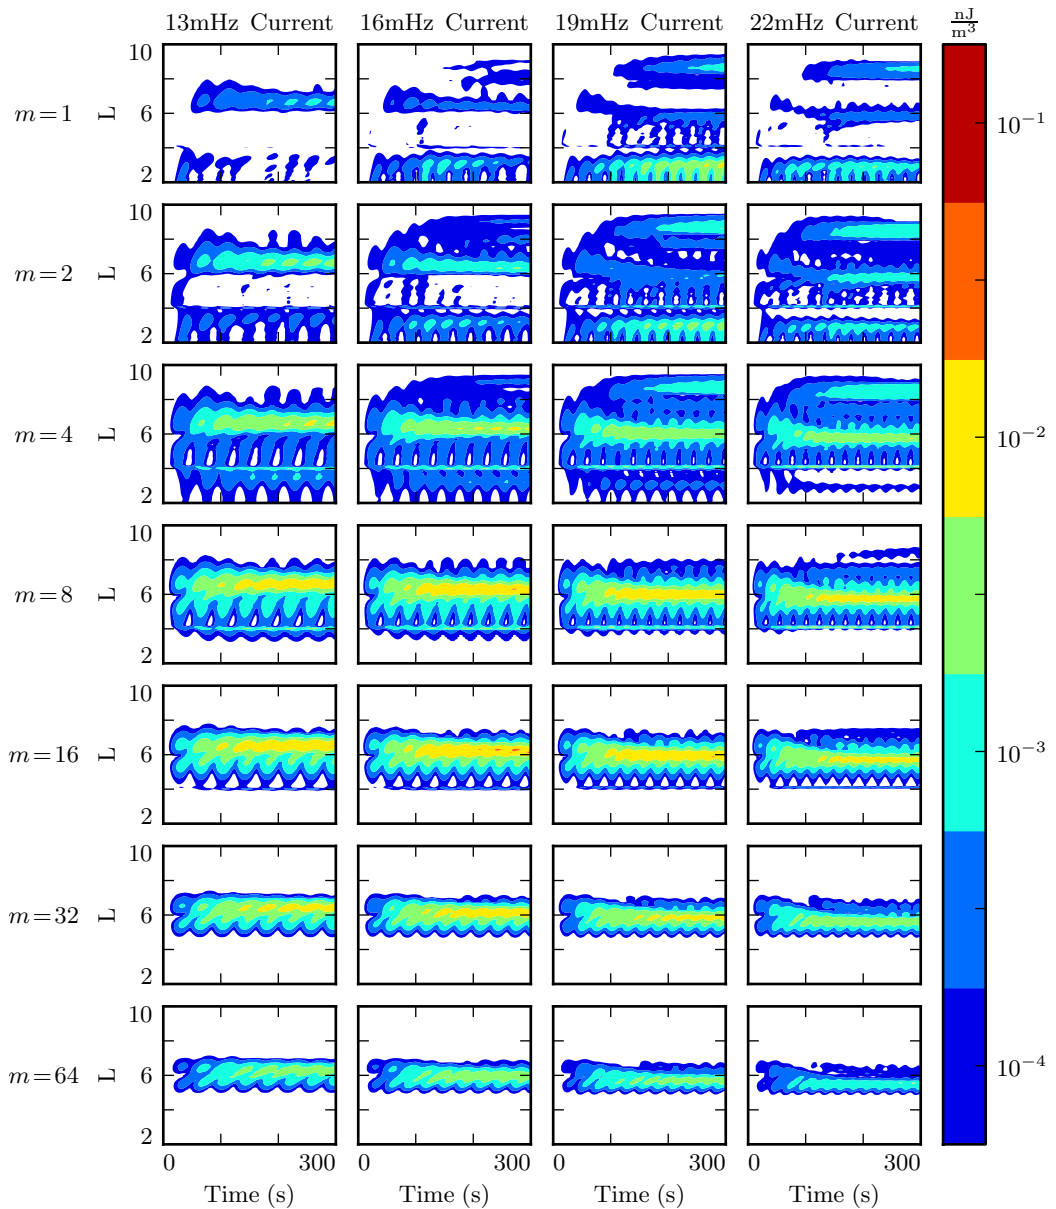 13mHz Current 16mHz Current 19mHz Current 22mHz Current nJ/m³
m=1 L 10 6 2
m=2 L 10 6 2
m=4 L 10 6 2
m=8 L 10 6 2
m=16 L 10 6 2
m=32 L 10 6 2
m=64 L 10 6 2
10⁻¹
10⁻²
10⁻³
10⁻⁴
0 300 0 300 0 300 0 300
Time (s) Time (s) Time (s) Time (s)